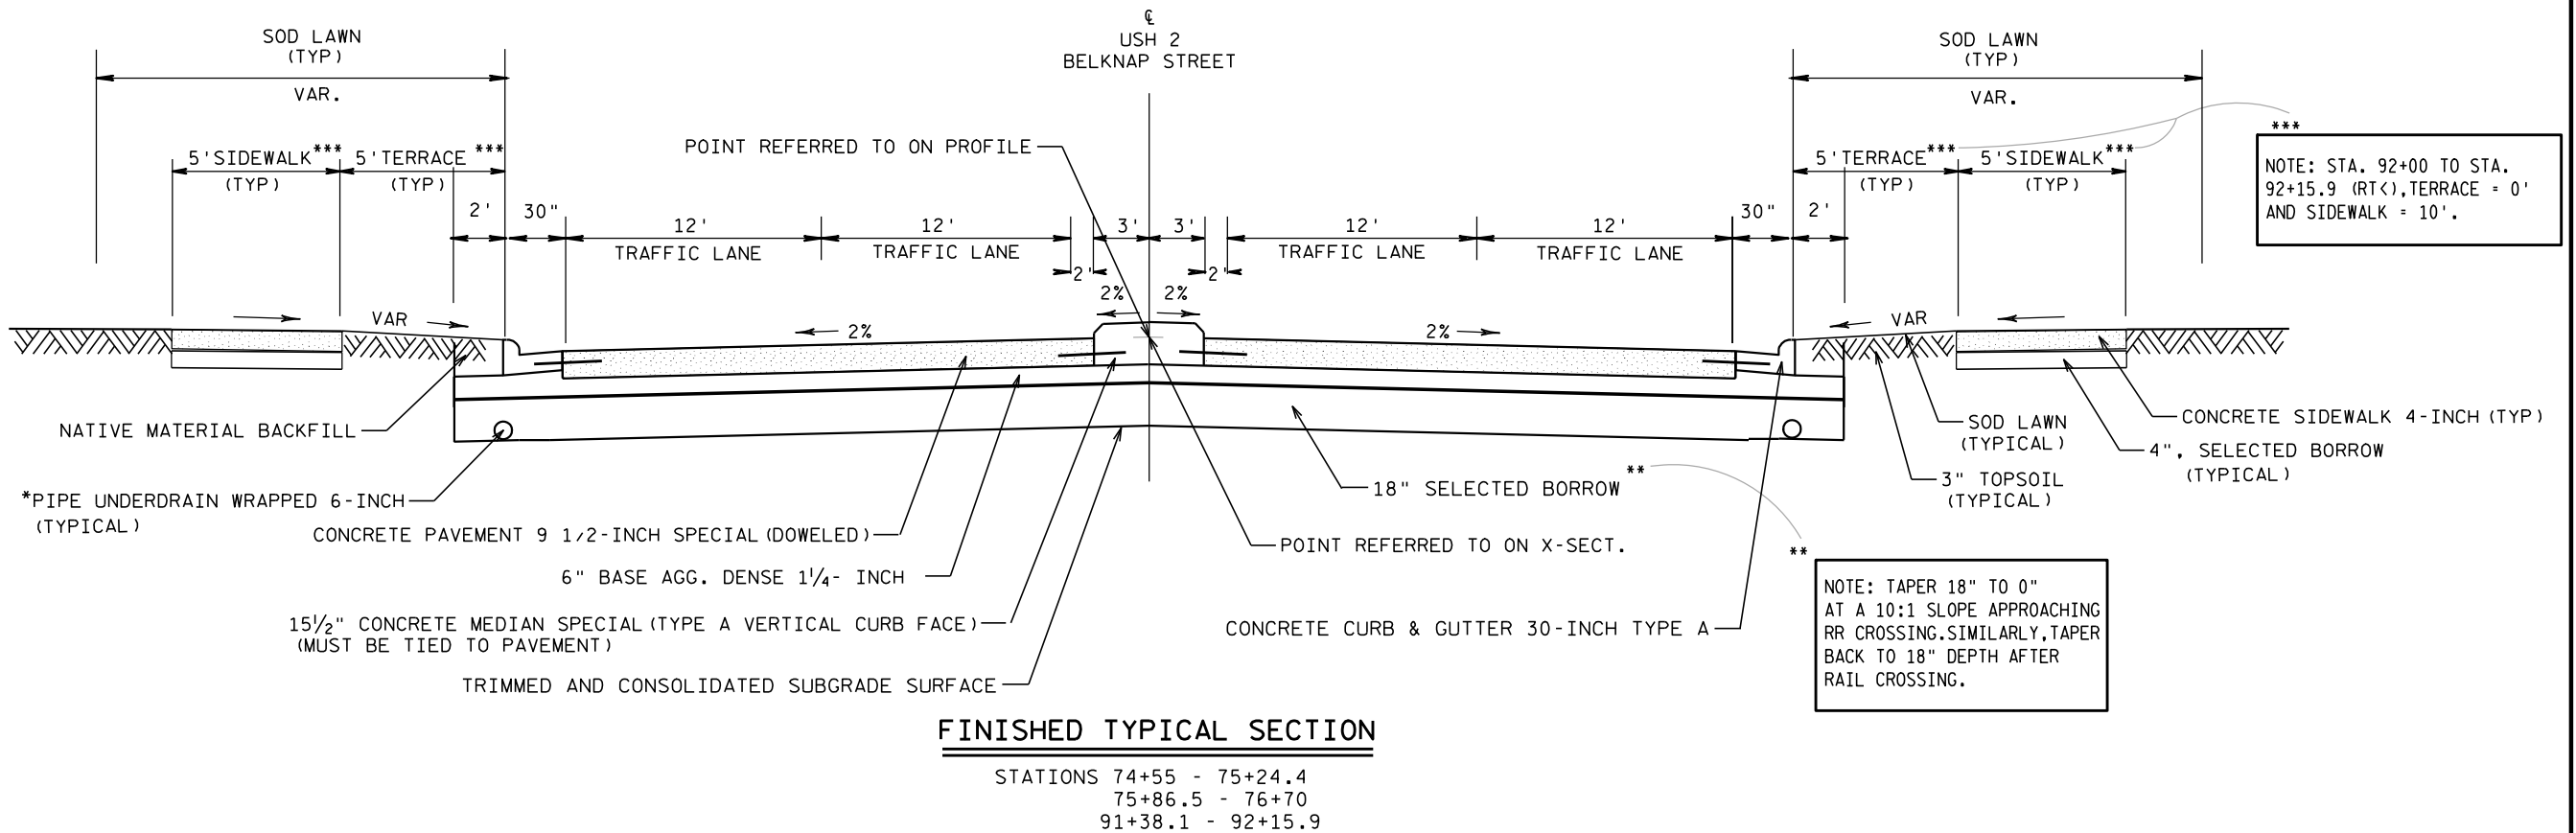 ℄
USH 2
BELKNAP STREET
SOD LAWN
(TYP)
VAR.
SOD LAWN
(TYP)
VAR.
5'SIDEWALK***
(TYP)
5'TERRACE ***
(TYP)
POINT REFERRED TO ON PROFILE
5'TERRACE***
(TYP)
5'SIDEWALK***
(TYP)
***
NOTE: STA. 92+00 TO STA.
92+15.9 (RT<),TERRACE = 0'
AND SIDEWALK = 10'.
2'
30"
12'
TRAFFIC LANE
12'
TRAFFIC LANE
2'
3'
3'
2'
12'
TRAFFIC LANE
12'
TRAFFIC LANE
30"
2'
2%
2%
VAR
2%
2%
VAR
NATIVE MATERIAL BACKFILL
*PIPE UNDERDRAIN WRAPPED 6-INCH
(TYPICAL)
CONCRETE PAVEMENT 9 1/2-INCH SPECIAL (DOWELED)
6" BASE AGG. DENSE 1¼- INCH
15½" CONCRETE MEDIAN SPECIAL (TYPE A VERTICAL CURB FACE)
(MUST BE TIED TO PAVEMENT)
TRIMMED AND CONSOLIDATED SUBGRADE SURFACE
18" SELECTED BORROW **
POINT REFERRED TO ON X-SECT.
CONCRETE CURB & GUTTER 30-INCH TYPE A
SOD LAWN
(TYPICAL)
3" TOPSOIL
(TYPICAL)
CONCRETE SIDEWALK 4-INCH (TYP)
4", SELECTED BORROW
(TYPICAL)
**
NOTE: TAPER 18" TO 0"
AT A 10:1 SLOPE APPROACHING
RR CROSSING.SIMILARLY,TAPER
BACK TO 18" DEPTH AFTER
RAIL CROSSING.
FINISHED TYPICAL SECTION
STATIONS 74+55 - 75+24.4
75+86.5 - 76+70
91+38.1 - 92+15.9